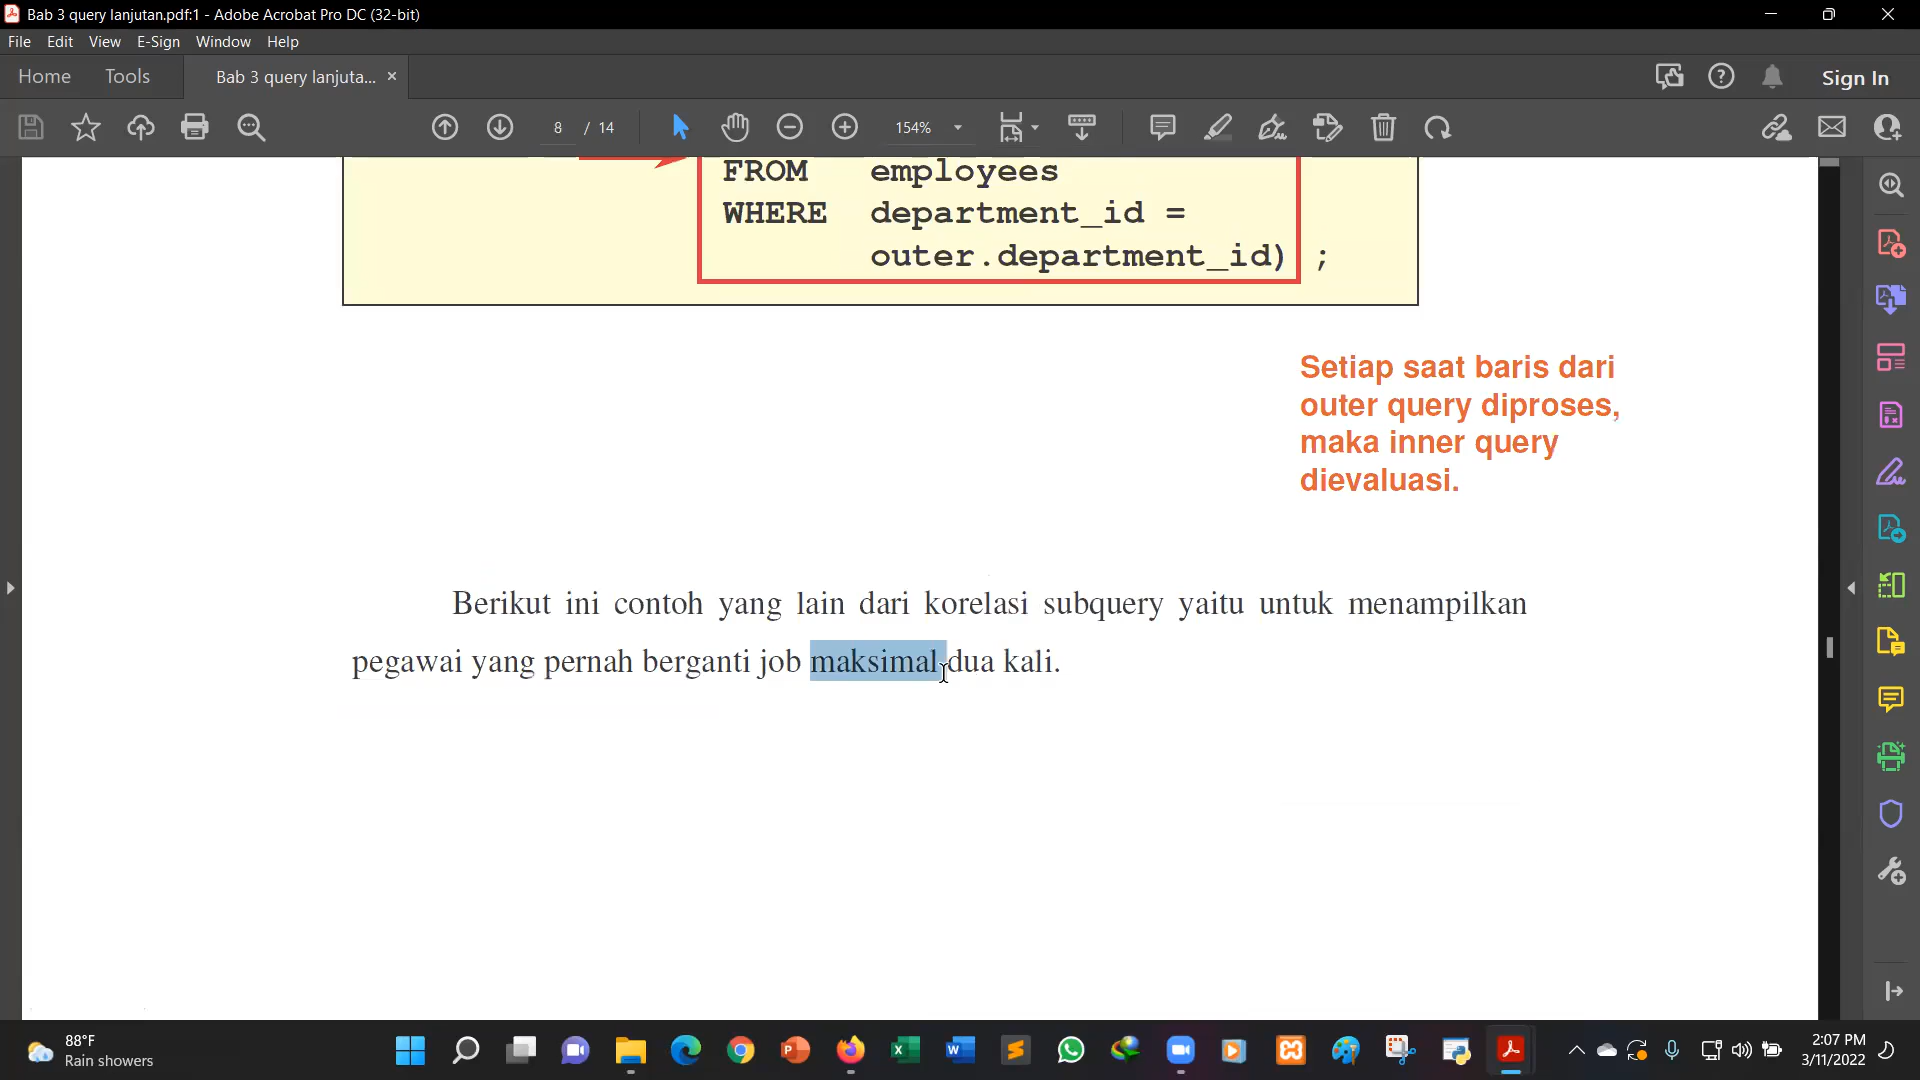 Bab 3 query lanjutan.pdf:1 - Adobe Acrobat Pro DC (32-bit)
File Edit View E-Sign Window Help
Home Tools Bab 3 query lanjuta... × Sign In
8 / 14 154%
FROM employees
WHERE department_id =
outer.department_id) ;
Setiap saat baris dari
outer query diproses,
maka inner query
dievaluasi.
Berikut ini contoh yang lain dari korelasi subquery yaitu untuk menampilkan
pegawai yang pernah berganti job maksimal dua kali.
88°F
Rain showers
2:07 PM
3/11/2022